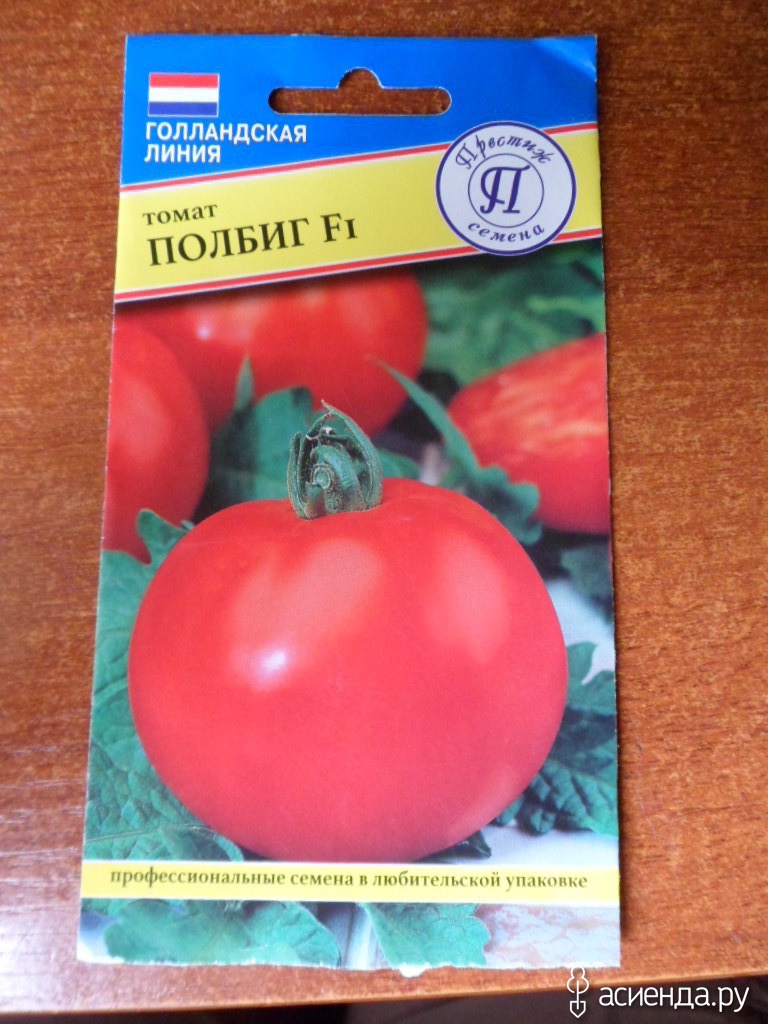 ГОЛЛАНДСКАЯ
ЛИНИЯ
Престиж
П
семена
томат
ПОЛБИГ F1
профессиональные семена в любительской упаковке
асиенда.ру